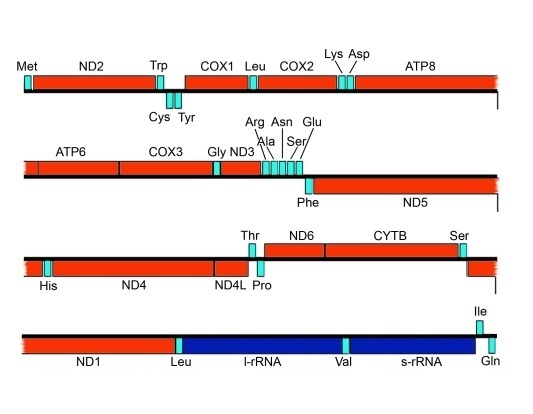 Lys Asp
Met ND2 Trp COX1 Leu COX2 ATP8
Cys Tyr
Arg Asn Glu
Ala Ser
ATP6 COX3 Gly ND3
Phe ND5
Thr ND6 CYTB Ser
His ND4 ND4L Pro
Ile
ND1 Leu l-rRNA Val s-rRNA Gln